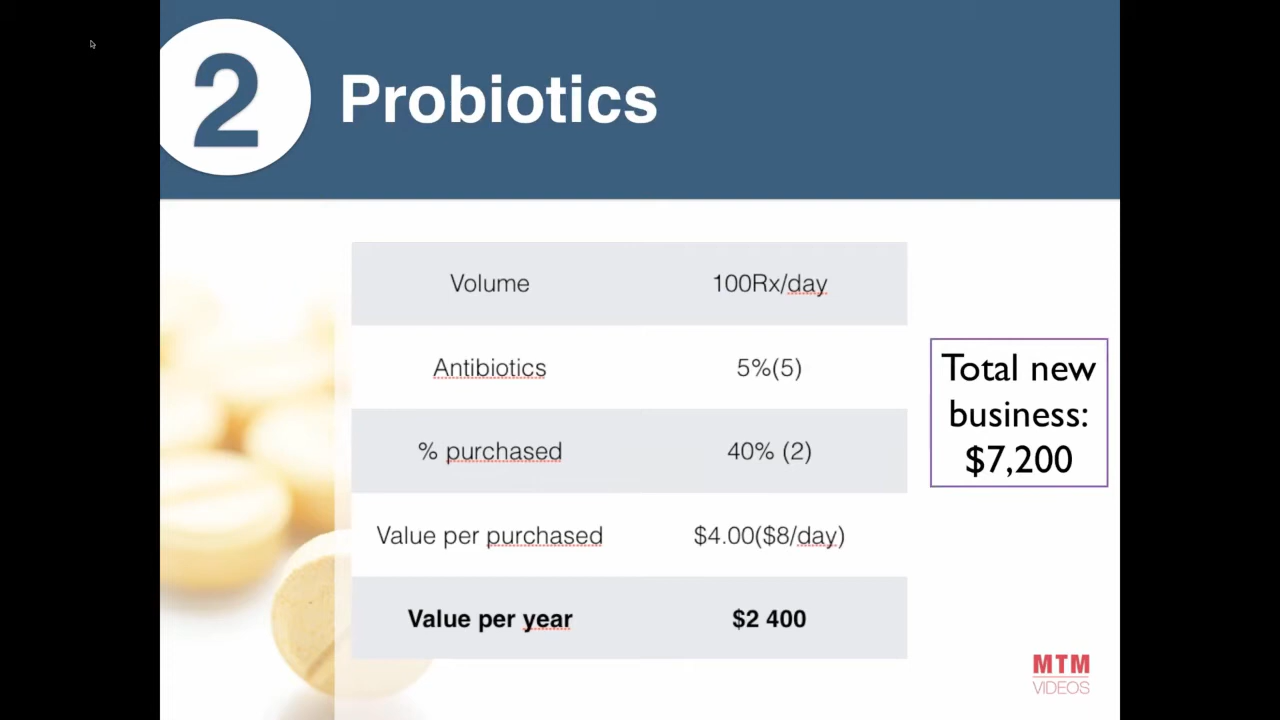 2 Probiotics
Volume 100Rx/day
Antibiotics 5%(5)
% purchased 40% (2)
Value per purchased $4.00($8/day)
Value per year $2 400
Total new
business:
$7,200
MTM
VIDEOS